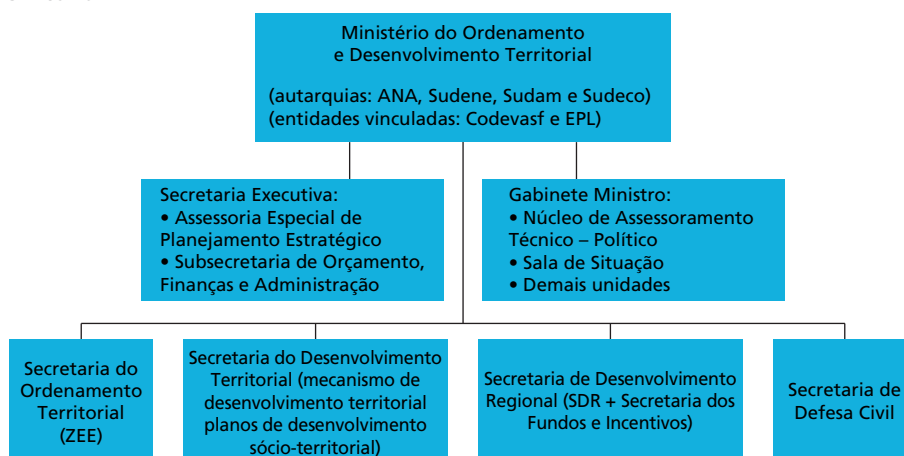 Ministério do Ordenamento
e Desenvolvimento Territorial
(autarquias: ANA, Sudene, Sudam e Sudeco)
(entidades vinculadas: Codevasf e EPL)
Secretaria Executiva:
• Assessoria Especial de
Planejamento Estratégico
• Subsecretaria de Orçamento,
Finanças e Administração
Gabinete Ministro:
• Núcleo de Assessoramento
Técnico – Político
• Sala de Situação
• Demais unidades
Secretaria do
Ordenamento
Territorial
(ZEE)
Secretaria do Desenvolvimento
Territorial (mecanismo de
desenvolvimento territorial
planos de desenvolvimento
sócio-territorial)
Secretaria de Desenvolvimento
Regional (SDR + Secretaria dos
Fundos e Incentivos)
Secretaria de
Defesa Civil